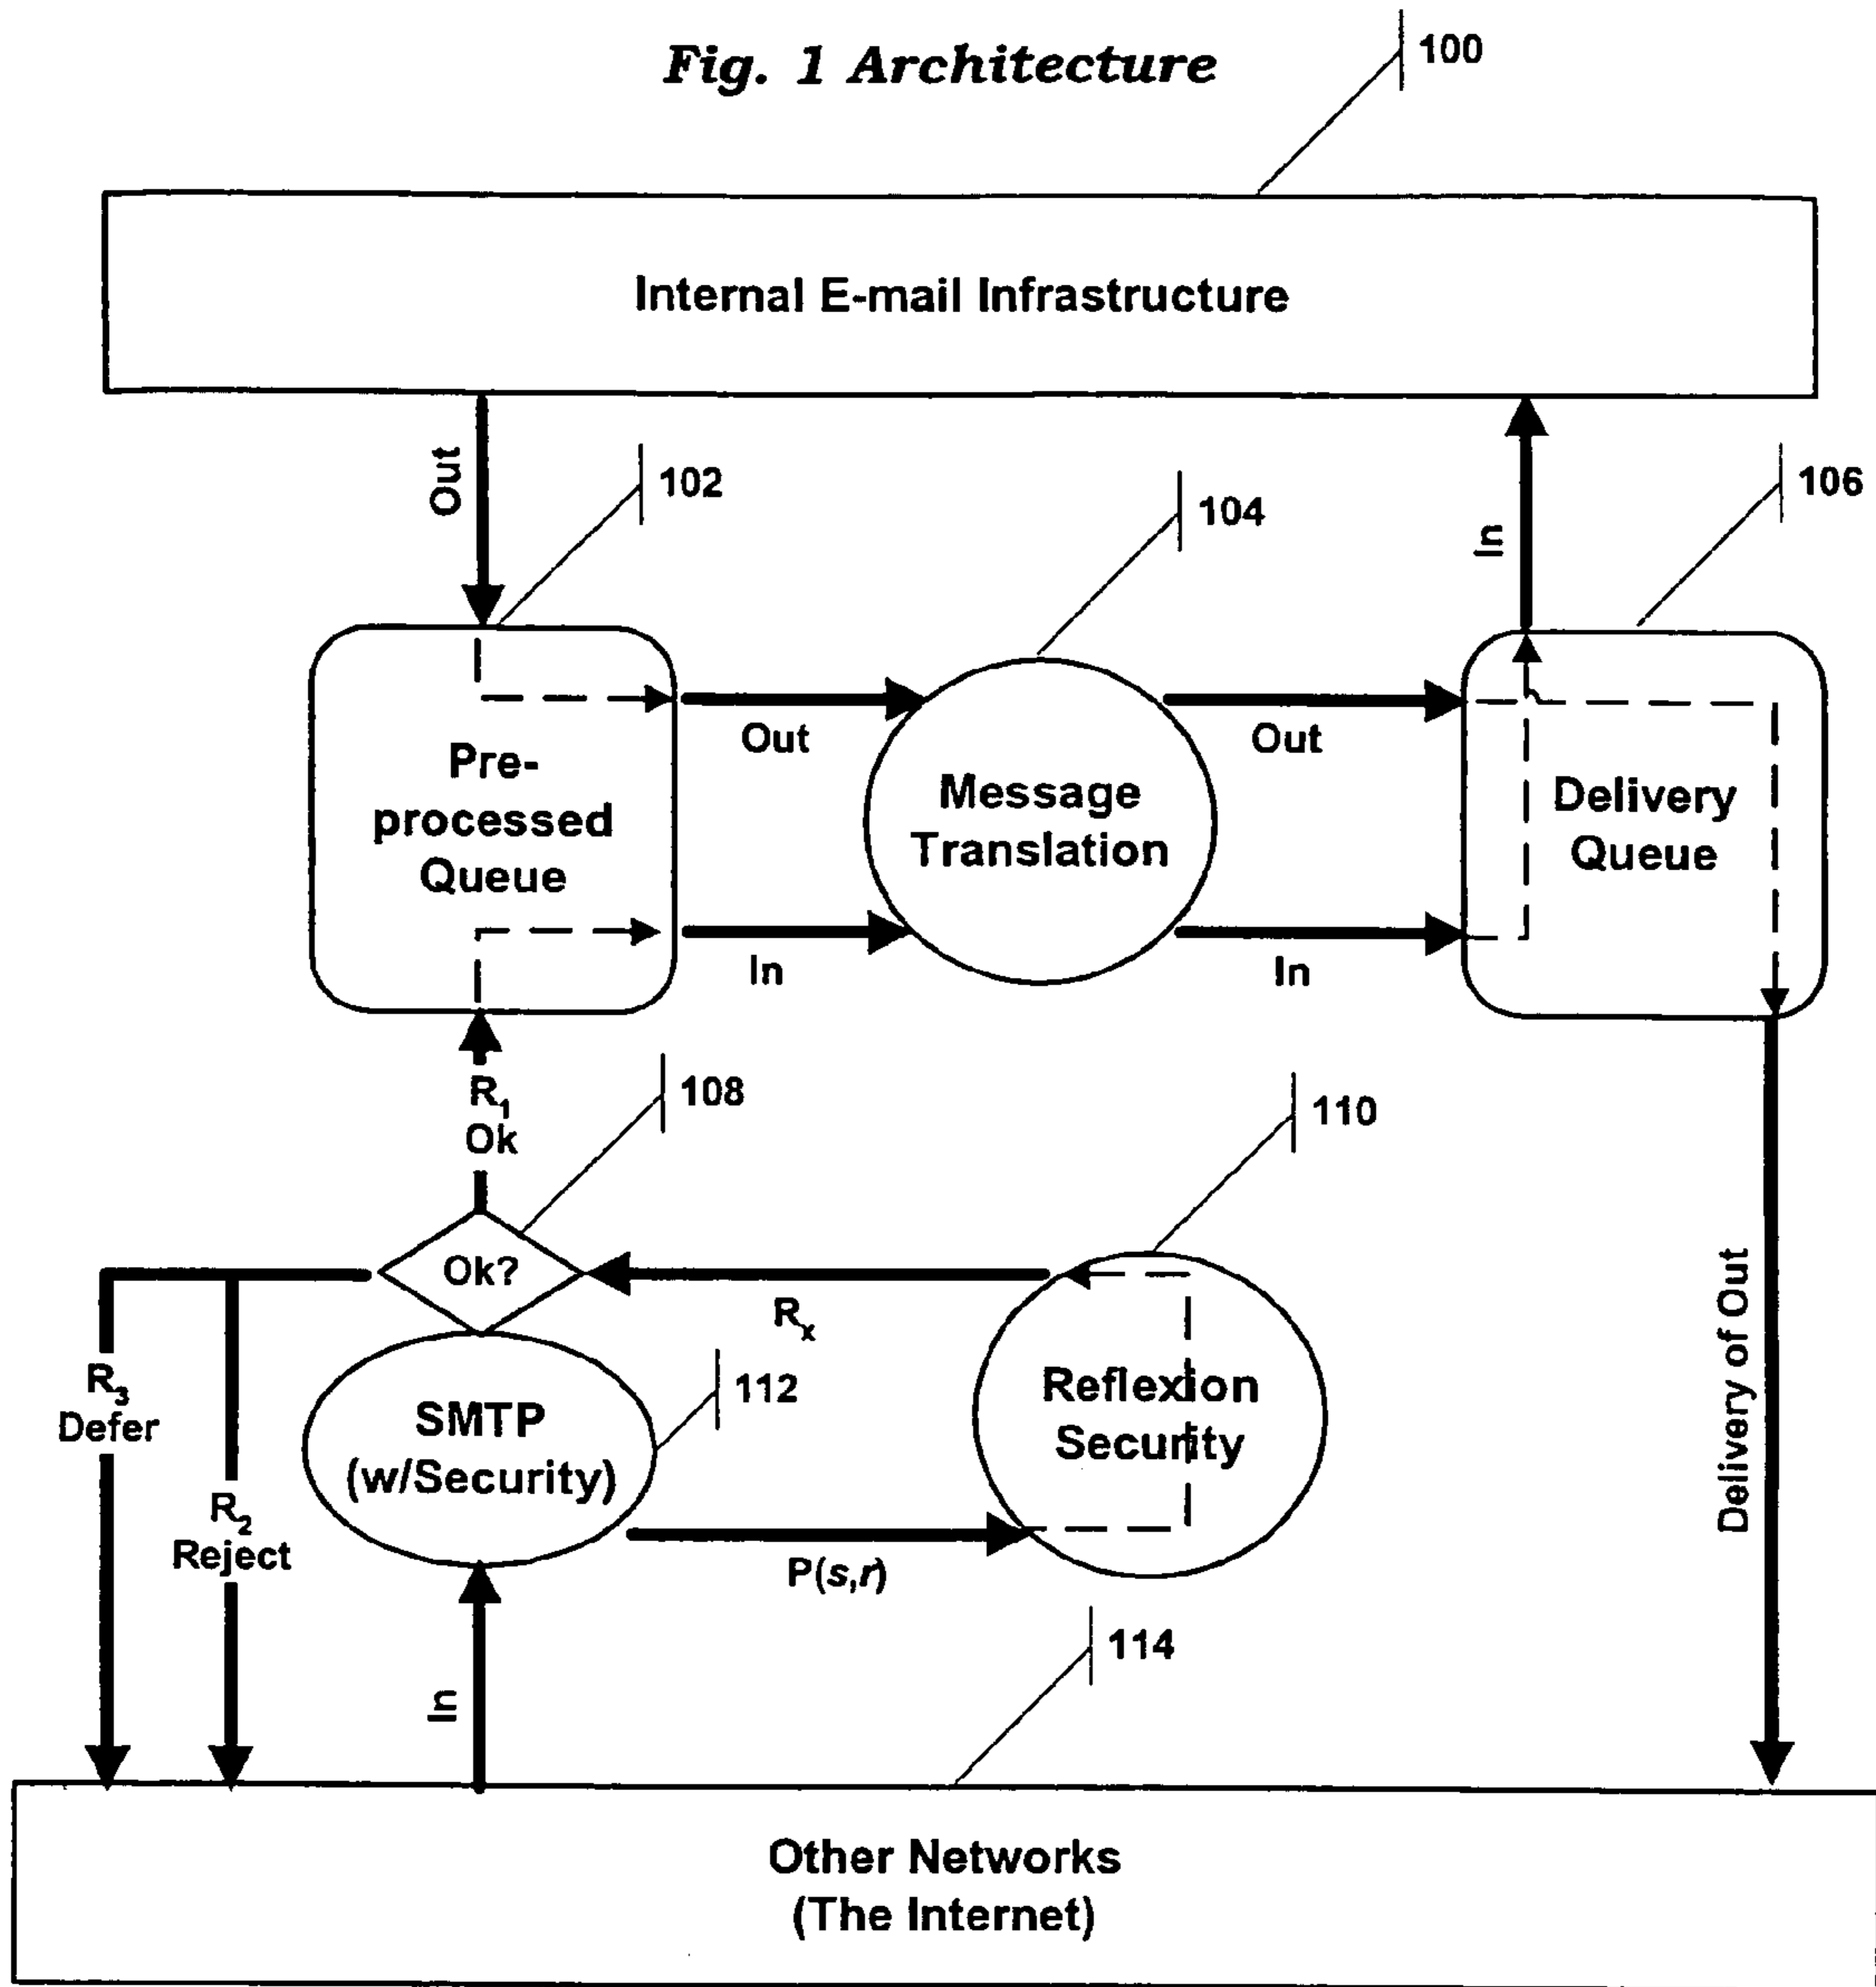 Fig. 1 Architecture
100
Internal E-mail Infrastructure
Out
102
104
In
106
Pre-
processed
Queue
Out
Message
Translation
Out
Delivery
Queue
In
In
R1
Ok
108
110
Ok?
Rx
R3
Defer
R2
Reject
SMTP
(w/Security)
112
Reflexion
Security
P(s,r)
Delivery of Out
In
114
Other Networks
(The Internet)